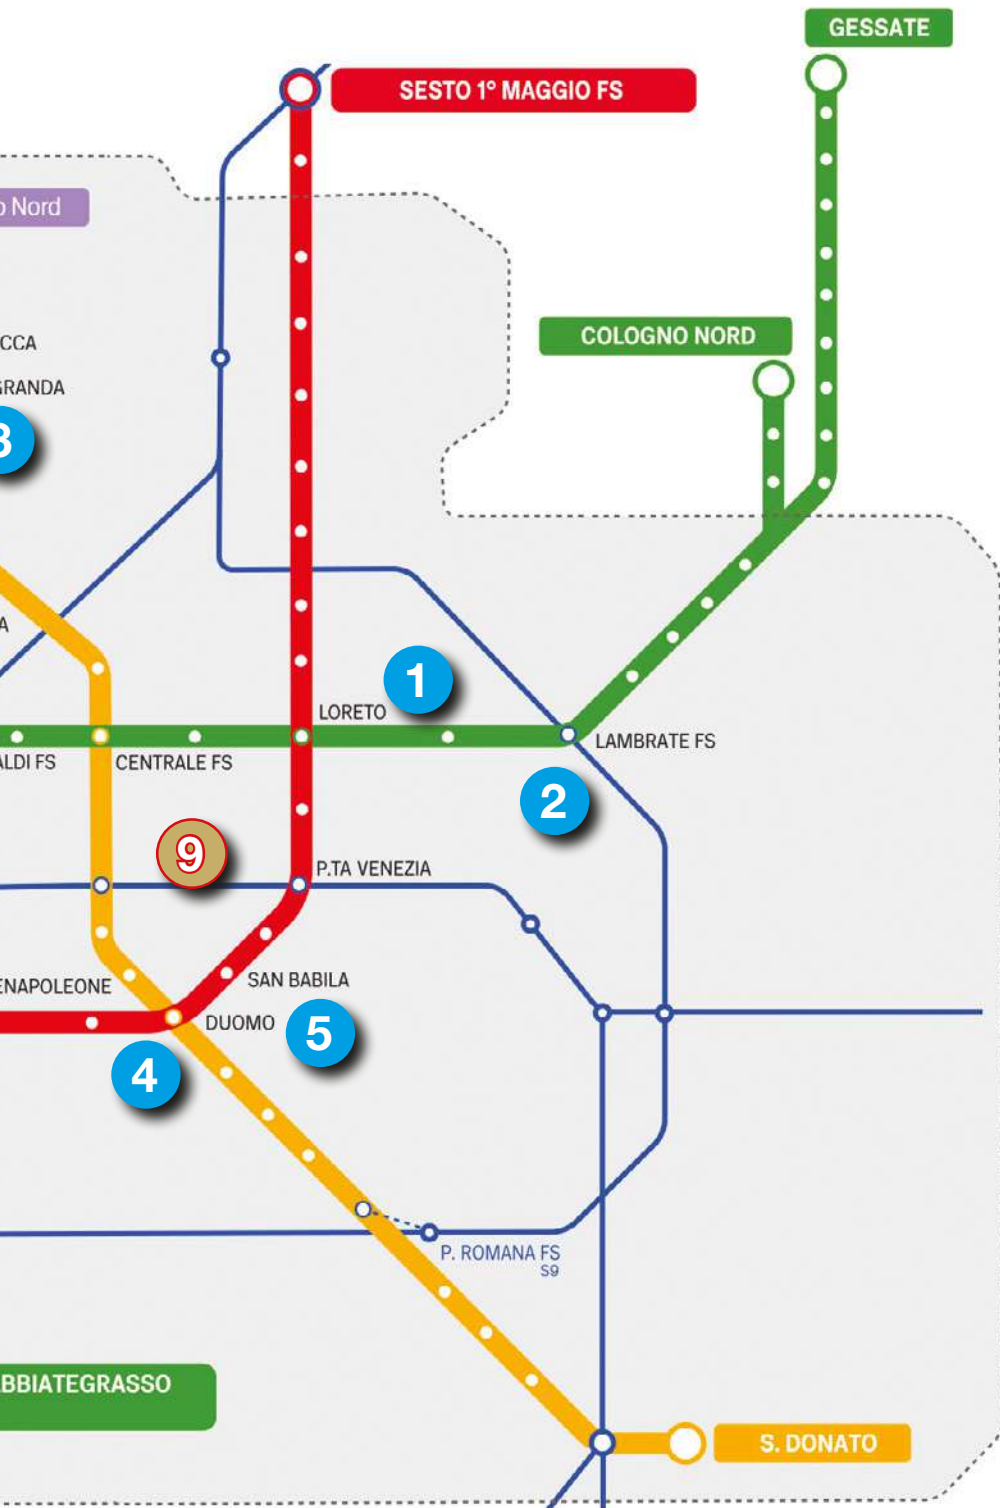 GESSATE
SESTO 1° MAGGIO FS
o Nord
COLOGNO NORD
CCA
GRANDA
3
A
1
LORETO
LAMBRATE FS
ALDI FS
CENTRALE FS
2
9
P.TA VENEZIA
ENAPOLEONE
SAN BABILA
DUOMO
5
4
P. ROMANA FS
S9
BBIATEGRASSO
S. DONATO